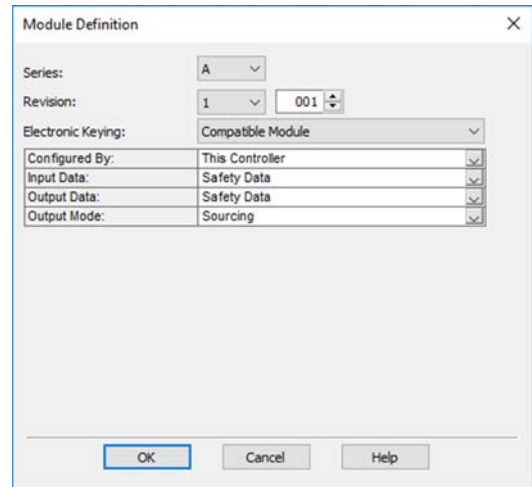 Module Definition
Series: A
Revision: 1 001
Electronic Keying: Compatible Module
Configured By: This Controller
Input Data: Safety Data
Output Data: Safety Data
Output Mode: Sourcing
OK Cancel Help